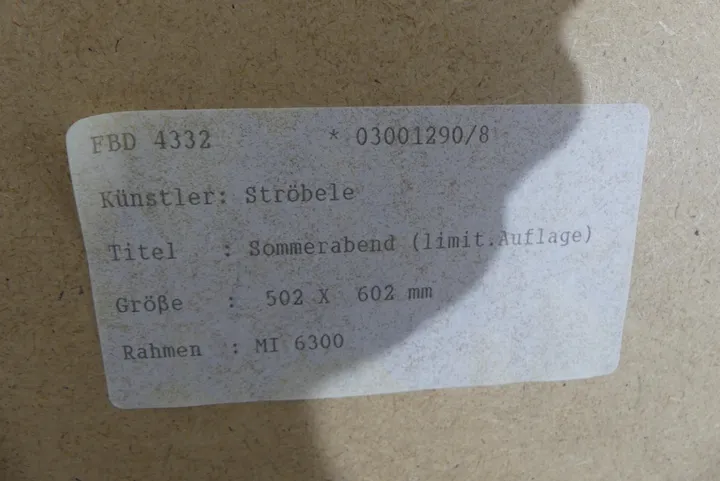 FBD 4332 * 03001290/8
Künstler: Ströbele
Titel : Sommerabend (limit.Auflage)
Größe : 502 X 602 mm
Rahmen : MI 6300